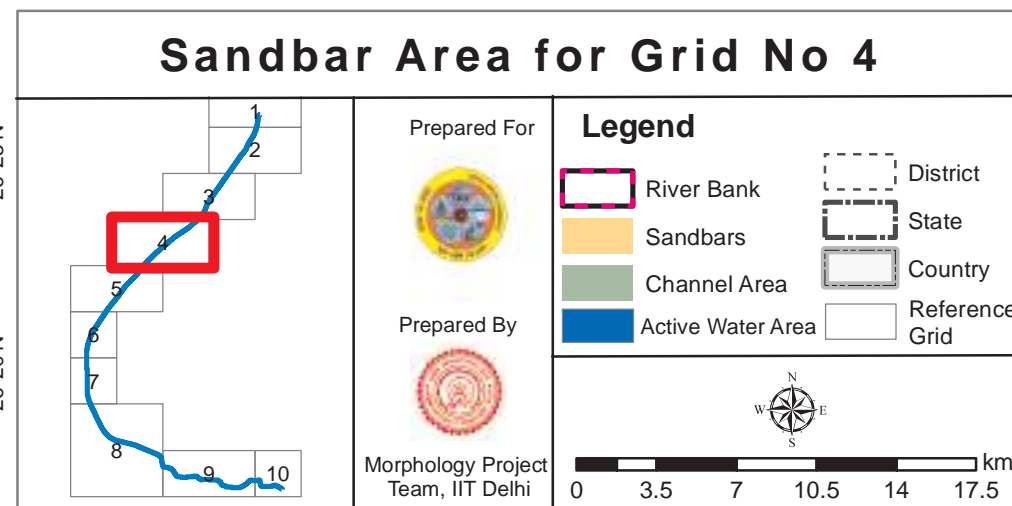 Sandbar Area for Grid No 4
1
2
3
4
5
6
7
8
9
10
Prepared For
Prepared By
Morphology Project
Team, IIT Delhi
Legend
River Bank
Sandbars
Channel Area
Active Water Area
District
State
Country
Reference
Grid
N
W
E
S
km
0 3.5 7 10.5 14 17.5